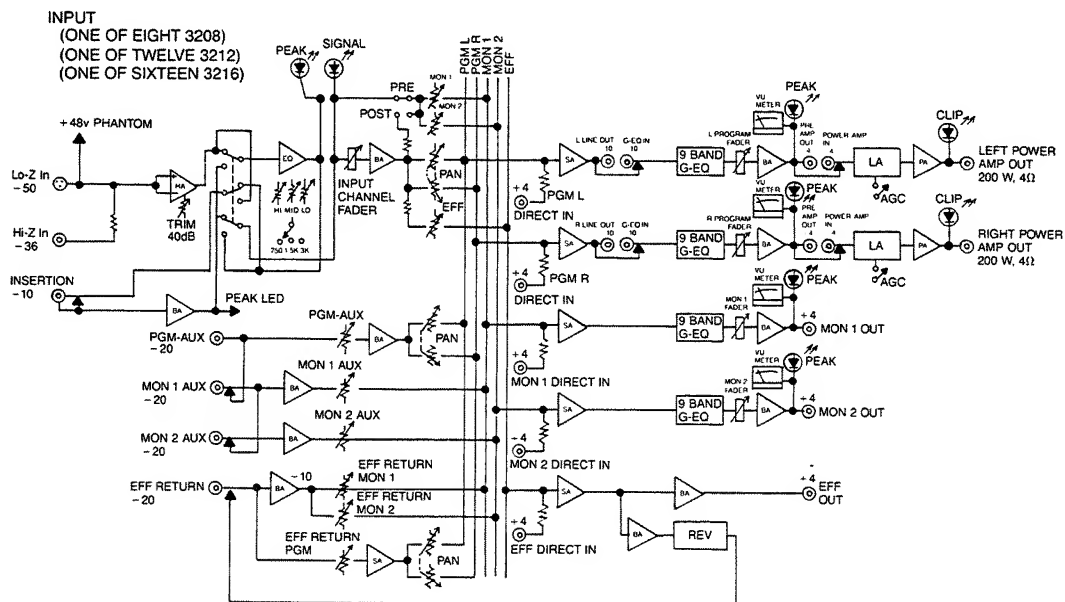 INPUT
(ONE OF EIGHT 3208)
(ONE OF TWELVE 3212)
(ONE OF SIXTEEN 3216)
PEAK
SIGNAL
+48v PHANTOM
Lo-Z In
-50
Hi-Z In
-36
HA
TRIM
40dB
EQ
HI MID LO
750 1.5K 3K
INSERTION
-10
BA
PEAK LED
INPUT
CHANNEL
FADER
BA
PRE
POST
MON 1
MON 2
PAN
EFF
PGM L
PGM R
MON 1
MON 2
EFF
PGM-AUX
-20
PGM-AUX
BA
PAN
MON 1 AUX
-20
BA
MON 1 AUX
MON 2 AUX
-20
BA
MON 2 AUX
EFF RETURN
-20
BA
-10
EFF RETURN
MON 1
EFF RETURN
MON 2
EFF RETURN
PGM
SA
PAN
SA
L LINE OUT
10
G-EQ IN
10
9 BAND
G-EQ
L PROGRAM
FADER
VU
METER
PEAK
BA
PRE
AMP
OUT
4
POWER AMP
IN
4
LA
AGC
PA
CLIP
LEFT POWER
AMP OUT
200 W, 4Ω
+4
PGM L
DIRECT IN
SA
R LINE OUT
10
G-EQ IN
10
9 BAND
G-EQ
R PROGRAM
FADER
VU
METER
PEAK
BA
PRE
AMP
OUT
4
POWER AMP
IN
4
LA
AGC
PA
CLIP
RIGHT POWER
AMP OUT
200 W, 4Ω
+4
PGM R
DIRECT IN
SA
9 BAND
G-EQ
MON 1
FADER
VU
METER
PEAK
BA
+4
MON 1 OUT
+4
MON 1 DIRECT IN
SA
9 BAND
G-EQ
MON 2
FADER
VU
METER
PEAK
BA
+4
MON 2 OUT
+4
MON 2 DIRECT IN
SA
BA
+4
EFF
OUT
+4
EFF DIRECT IN
BA
REV